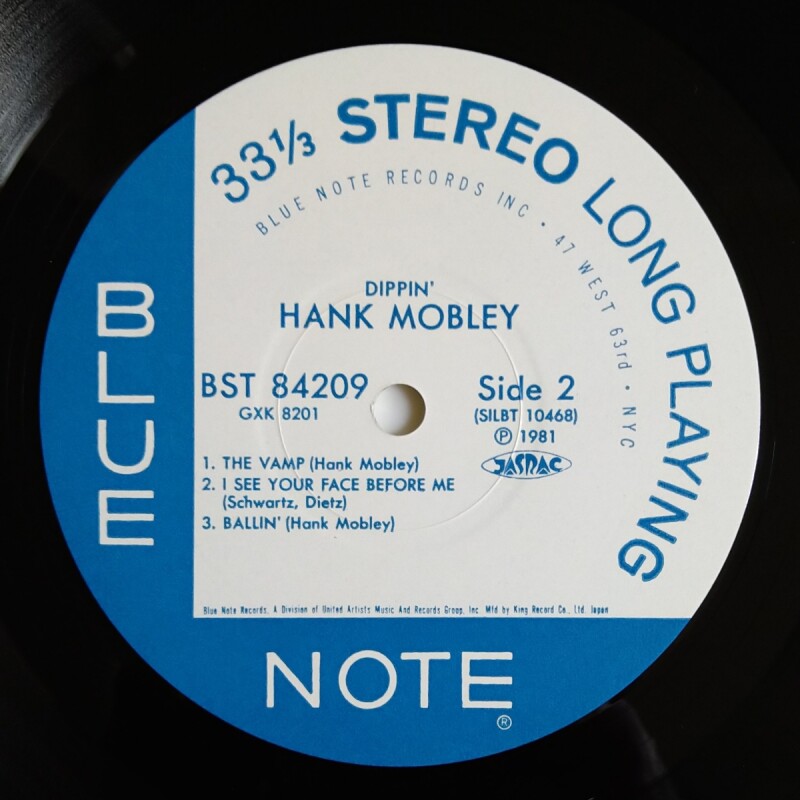 33⅓ STEREO LONG PLAYING
BLUE NOTE RECORDS INC • 47 WEST 63rd • NYC
DIPPIN'
HANK MOBLEY
BST 84209
GXK 8201
Side 2
(SILBT 10468)
Ⓟ 1981
JASRAC
1. THE VAMP (Hank Mobley)
2. I SEE YOUR FACE BEFORE ME
(Schwartz, Dietz)
3. BALLIN' (Hank Mobley)
Blue Note Records, A Division of United Artists Music And Records Group, Inc. Mfd by King Record Co., Ltd. Japan
BLUE
NOTE
®